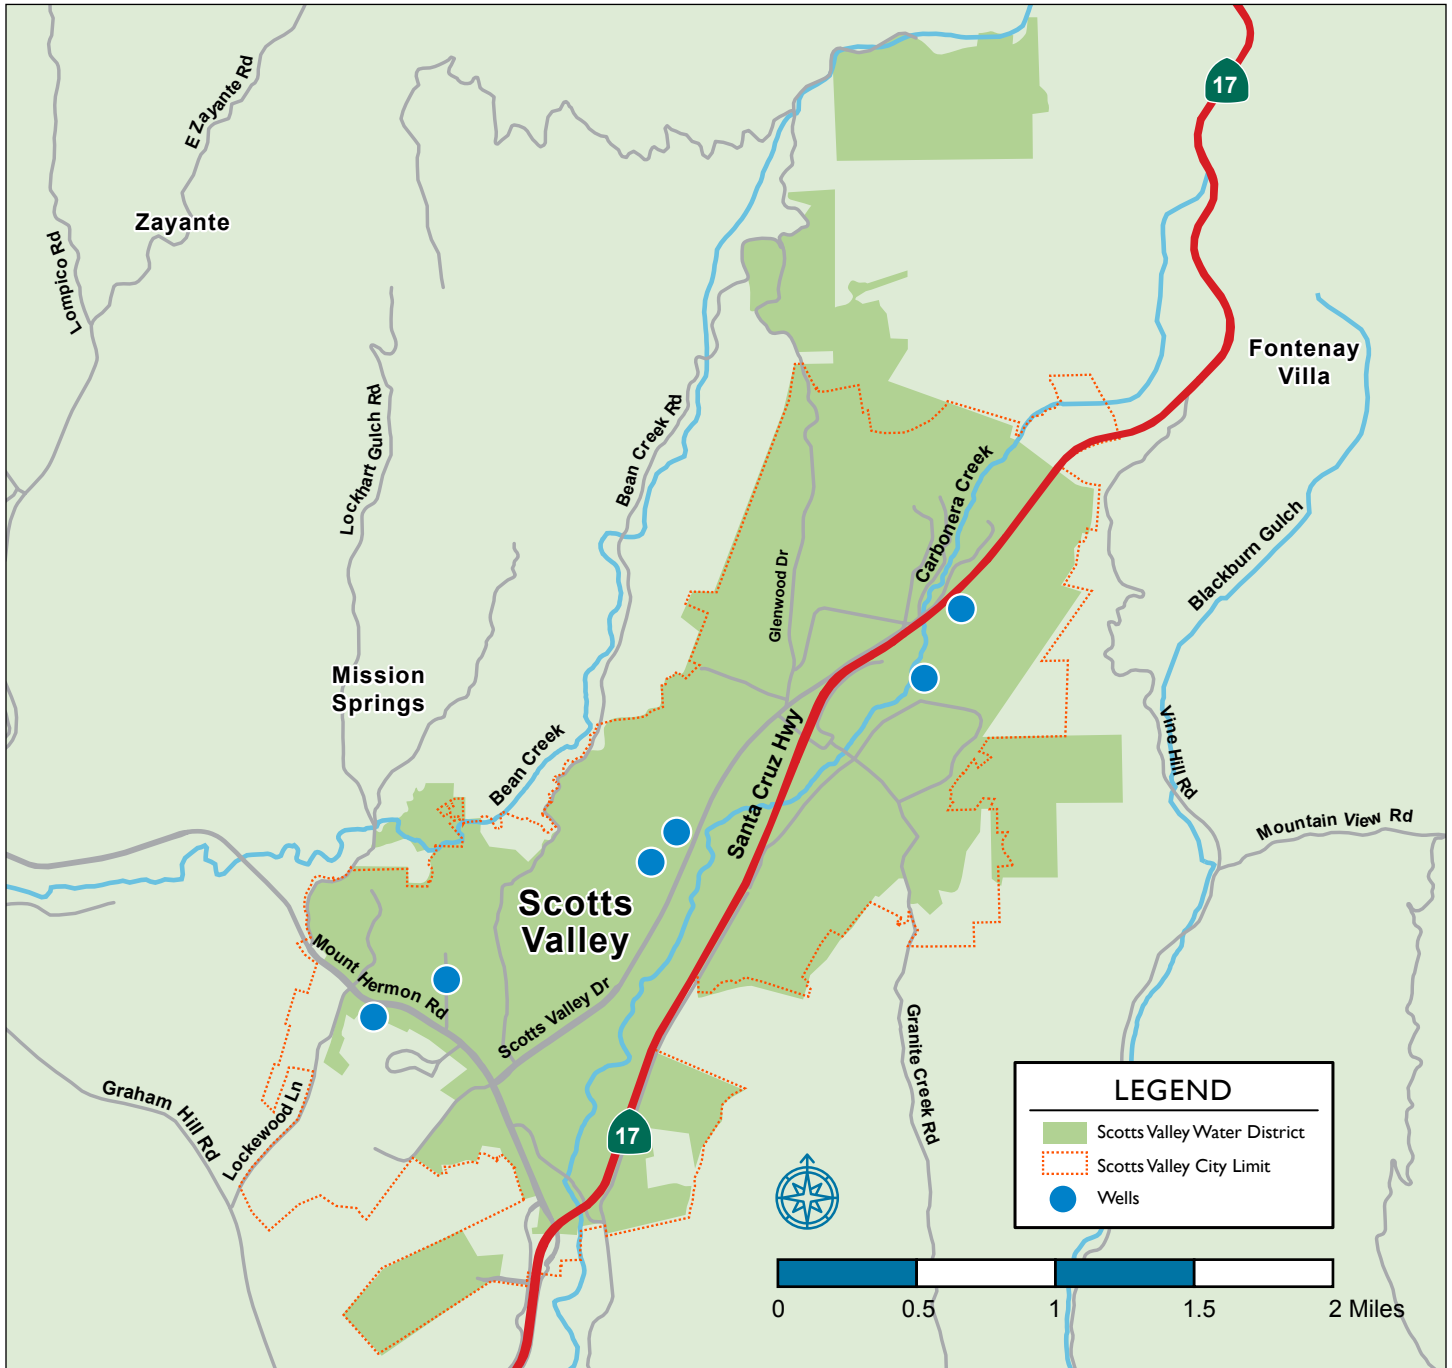 17
E Zayante Rd
Zayante
Lompico Rd
Fontenay
Villa
Lockhart Gulch Rd
Bean Creek Rd
Carbonera Creek
Blackburn Gulch
Glenwood Dr
Mission
Springs
Santa Cruz Hwy
Vine Hill Rd
Bean Creek
Mountain View Rd
Scotts
Valley
Mount Hermon Rd
Scotts Valley Dr
Granite Creek Rd
Graham Hill Rd
Lockewood Ln
17
LEGEND
Scotts Valley Water District
Scotts Valley City Limit
Wells
0 0.5 1 1.5 2 Miles